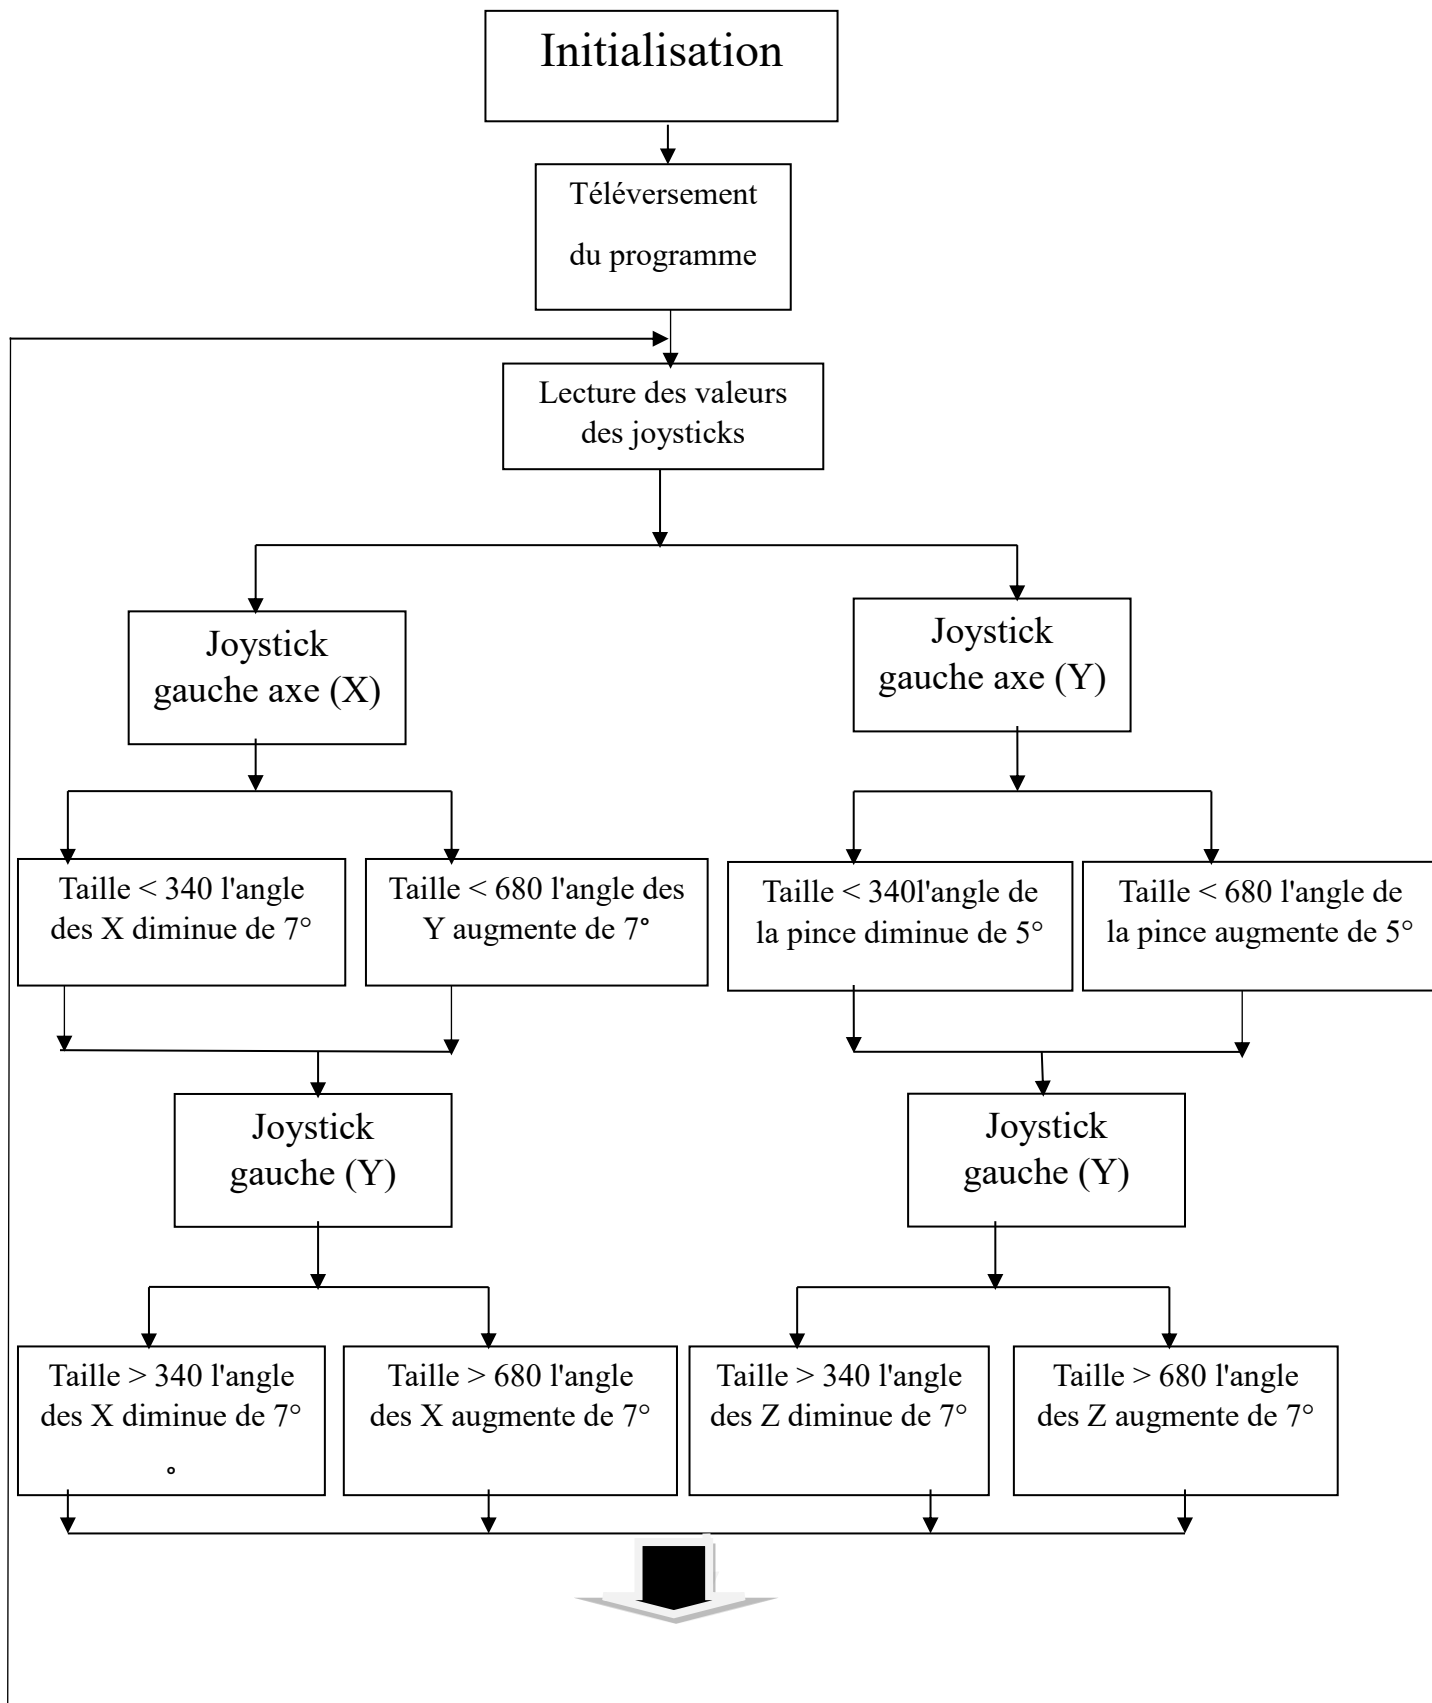 Initialisation
Téléversement
du programme
Lecture des valeurs
des joysticks
Joystick
gauche axe (X)
Joystick
gauche axe (Y)
Taille < 340 l'angle
des X diminue de 7°
Taille < 680 l'angle des
Y augmente de 7°
Taille < 340l'angle de
la pince diminue de 5°
Taille < 680 l'angle de
la pince augmente de 5°
Joystick
gauche (Y)
Joystick
gauche (Y)
Taille > 340 l'angle
des X diminue de 7°
°
Taille > 680 l'angle
des X augmente de 7°
Taille > 340 l'angle
des Z diminue de 7°
Taille > 680 l'angle
des Z augmente de 7°